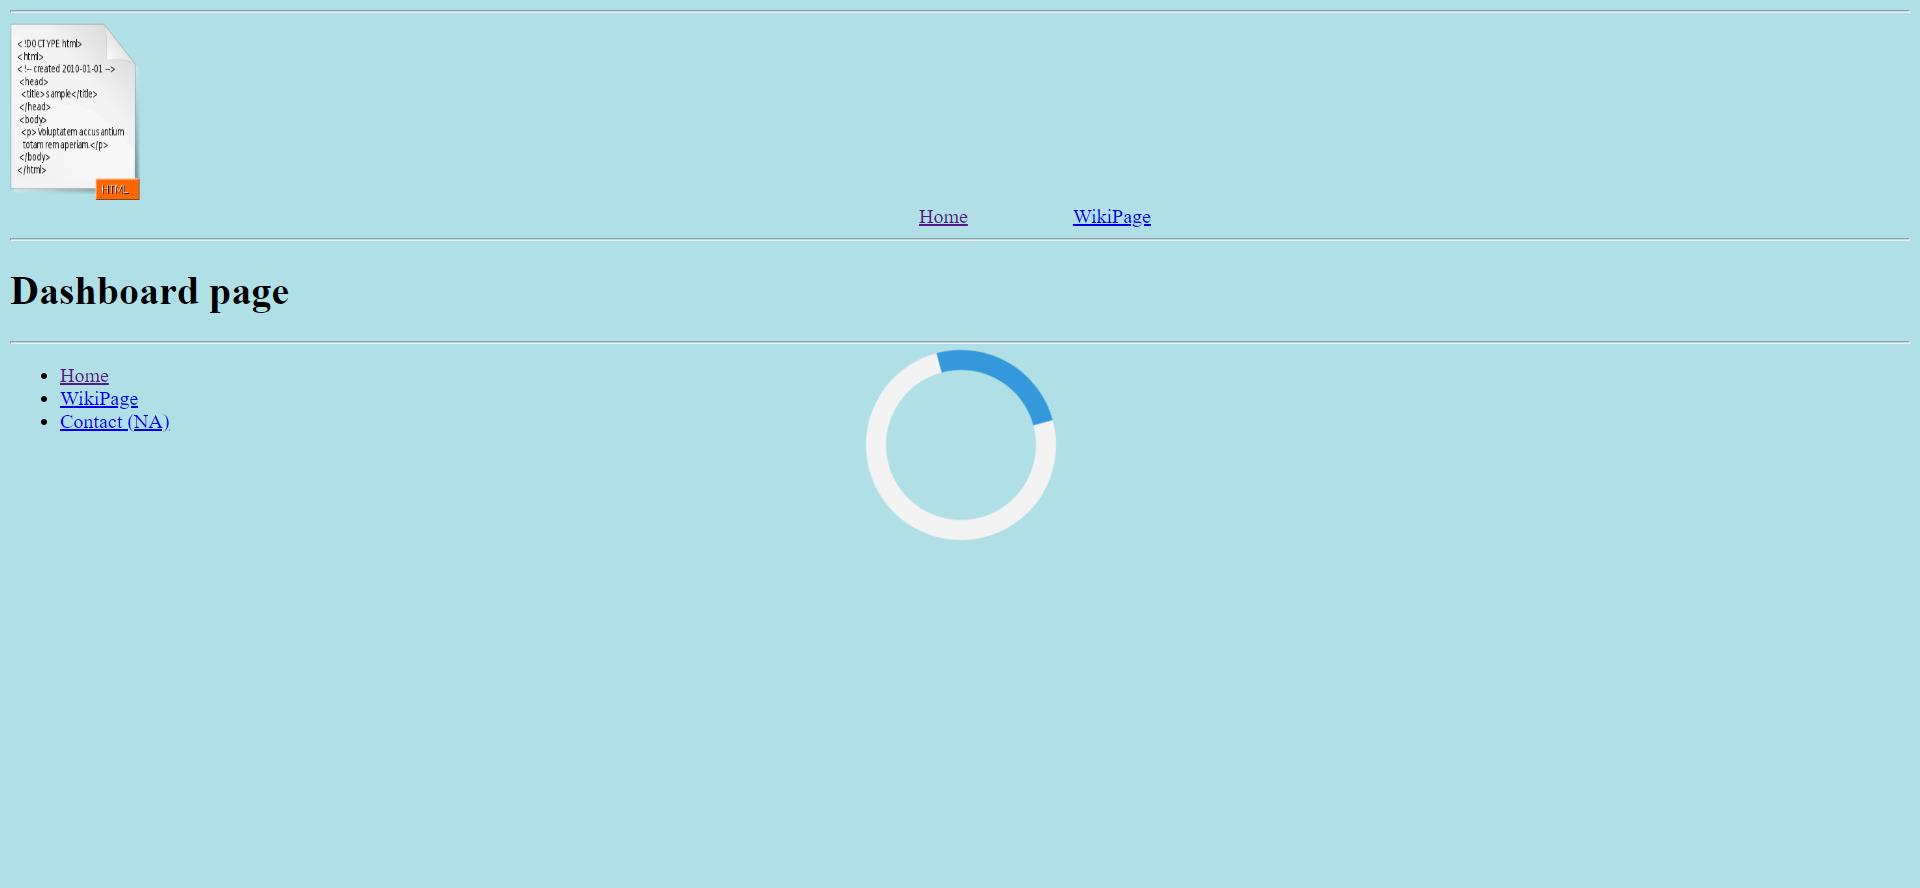 <!DOCTYPE html>
<html>
<!-- created 2010-01-01 -->
<head>
<title>sample</title>
</head>
<body>
<p>Voluptatem accusantium
totam rem aperiam.</p>
</body>
</html>
HTML
Home WikiPage
Dashboard page
Home
WikiPage
Contact (NA)